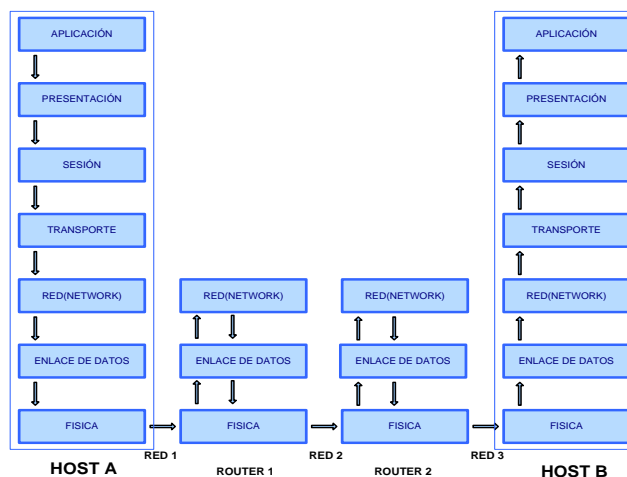 APLICACIÓN
PRESENTACIÓN
SESIÓN
TRANSPORTE
RED(NETWORK)
ENLACE DE DATOS
FISICA
HOST A
RED 1
RED(NETWORK)
ENLACE DE DATOS
FISICA
ROUTER 1
RED 2
RED(NETWORK)
ENLACE DE DATOS
FISICA
ROUTER 2
RED 3
APLICACIÓN
PRESENTACIÓN
SESIÓN
TRANSPORTE
RED(NETWORK)
ENLACE DE DATOS
FISICA
HOST B